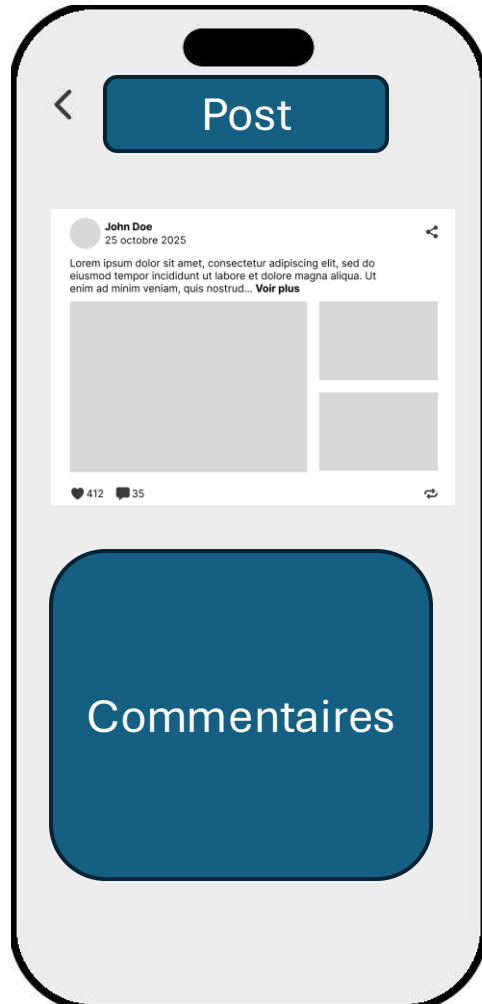 Post
John Doe
25 octobre 2025
Lorem ipsum dolor sit amet, consectetur adipiscing elit, sed do
eiusmod tempor incididunt ut labore et dolore magna aliqua. Ut
enim ad minim veniam, quis nostrud... Voir plus
412 35
Commentaires